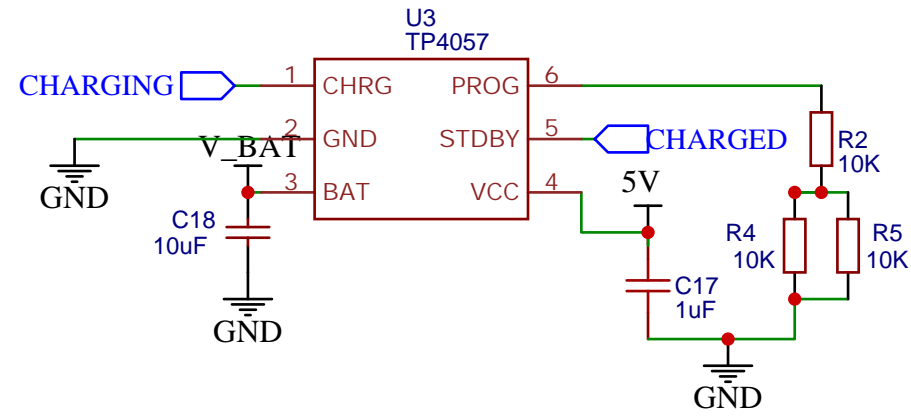 U3
TP4057
CHARGING
1
CHRG
PROG
6
2
GND
STDBY
5
CHARGED
V_BAT
GND
3
BAT
VCC
4
5V
R2
10K
C18
10uF
R4
10K
R5
10K
C17
1uF
GND
GND